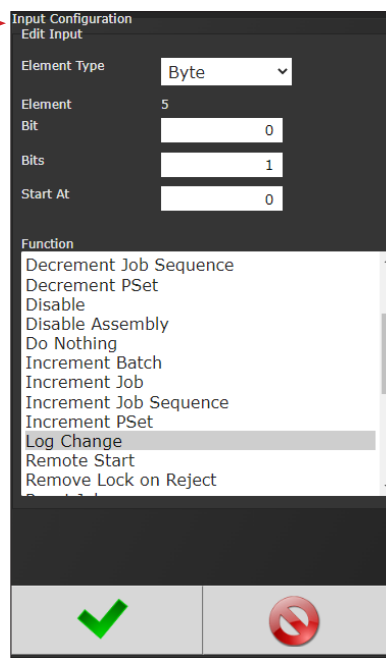 Input Configuration
Edit Input
Element Type Byte
Element 5
Bit 0
Bits 1
Start At 0
Function
Decrement Job Sequence
Decrement PSet
Disable
Disable Assembly
Do Nothing
Increment Batch
Increment Job
Increment Job Sequence
Increment PSet
Log Change
Remote Start
Remove Lock on Reject